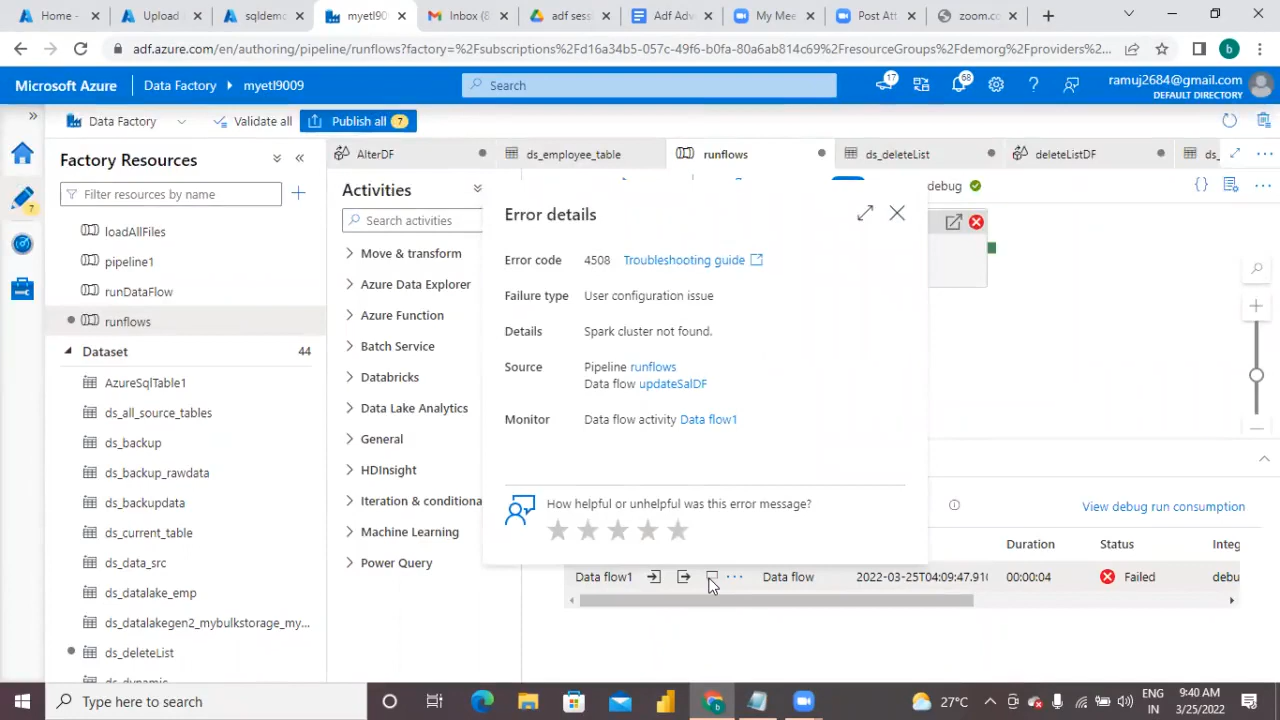 Home -
Upload
sqldemc
myetl90
Inbox (8
adf sess
Adf Adv
My Mee
Post Att
zoom.co
adf.azure.com/en/authoring/pipeline/runflows?factory=%2Fsubscriptions%2Fd16a34b5-057c-49f6-b0fa-80a6ab814c69%2FresourceGroups%2Fdemorg%2Fproviders%2...
b
Microsoft Azure
Data Factory
myetl9009
Search
17
68
ramuj2684@gmail.com
DEFAULT DIRECTORY
Data Factory
Validate all
Publish all
7
Factory Resources
AlterDF
ds_employee_table
runflows
ds_deleteList
deleteListDF
ds_
Filter resources by name
Activities
Search activities
debug
7
loadAllFiles
pipeline1
runDataFlow
runflows
Dataset
44
AzureSqlTable1
ds_all_source_tables
ds_backup
ds_backup_rawdata
ds_backupdata
ds_current_table
ds_data_src
ds_datalake_emp
ds_datalakegen2_mybulkstorage_my...
ds_deleteList
ds_dynamic
Move & transform
Azure Data Explorer
Azure Function
Batch Service
Databricks
Data Lake Analytics
General
HDInsight
Iteration & conditiona
Machine Learning
Power Query
Error details
Error code 4508 Troubleshooting guide
Failure type User configuration issue
Details Spark cluster not found.
Source Pipeline runflows
Data flow updateSalDF
Monitor Data flow activity Data flow1
How helpful or unhelpful was this error message?
View debug run consumption
Duration Status Integ
Data flow1 Data flow 2022-03-25T04:09:47.91( 00:00:04 Failed debu
Type here to search
27°C
ENG
IN
9:40 AM
3/25/2022